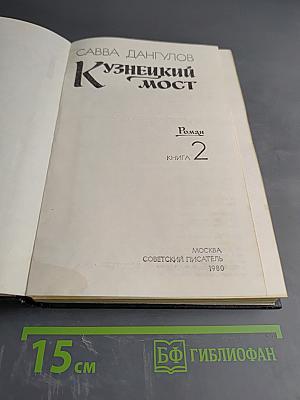 САВВА ДАНГУЛОВ
КУЗНЕЦКИЙ
МОСТ
Роман
КНИГА 2
МОСКВА
СОВЕТСКИЙ ПИСАТЕЛЬ
1980
15 см
БФ ГИБЛИОФАН